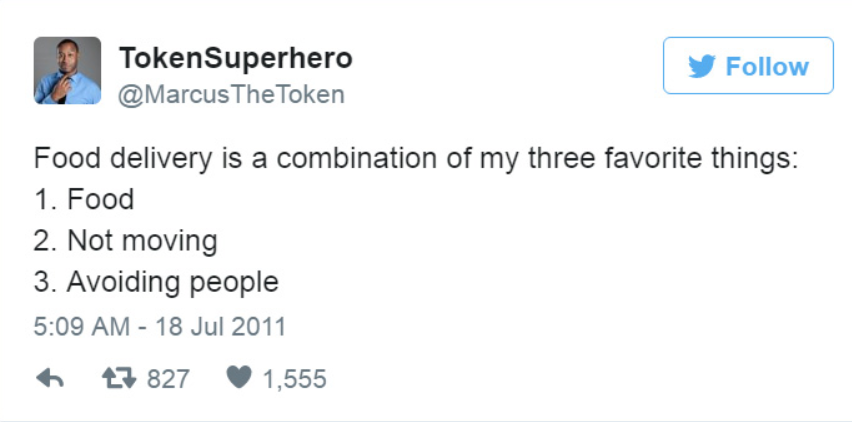 TokenSuperhero
@MarcusTheToken
Follow
Food delivery is a combination of my three favorite things:
1. Food
2. Not moving
3. Avoiding people
5:09 AM - 18 Jul 2011
827 1,555